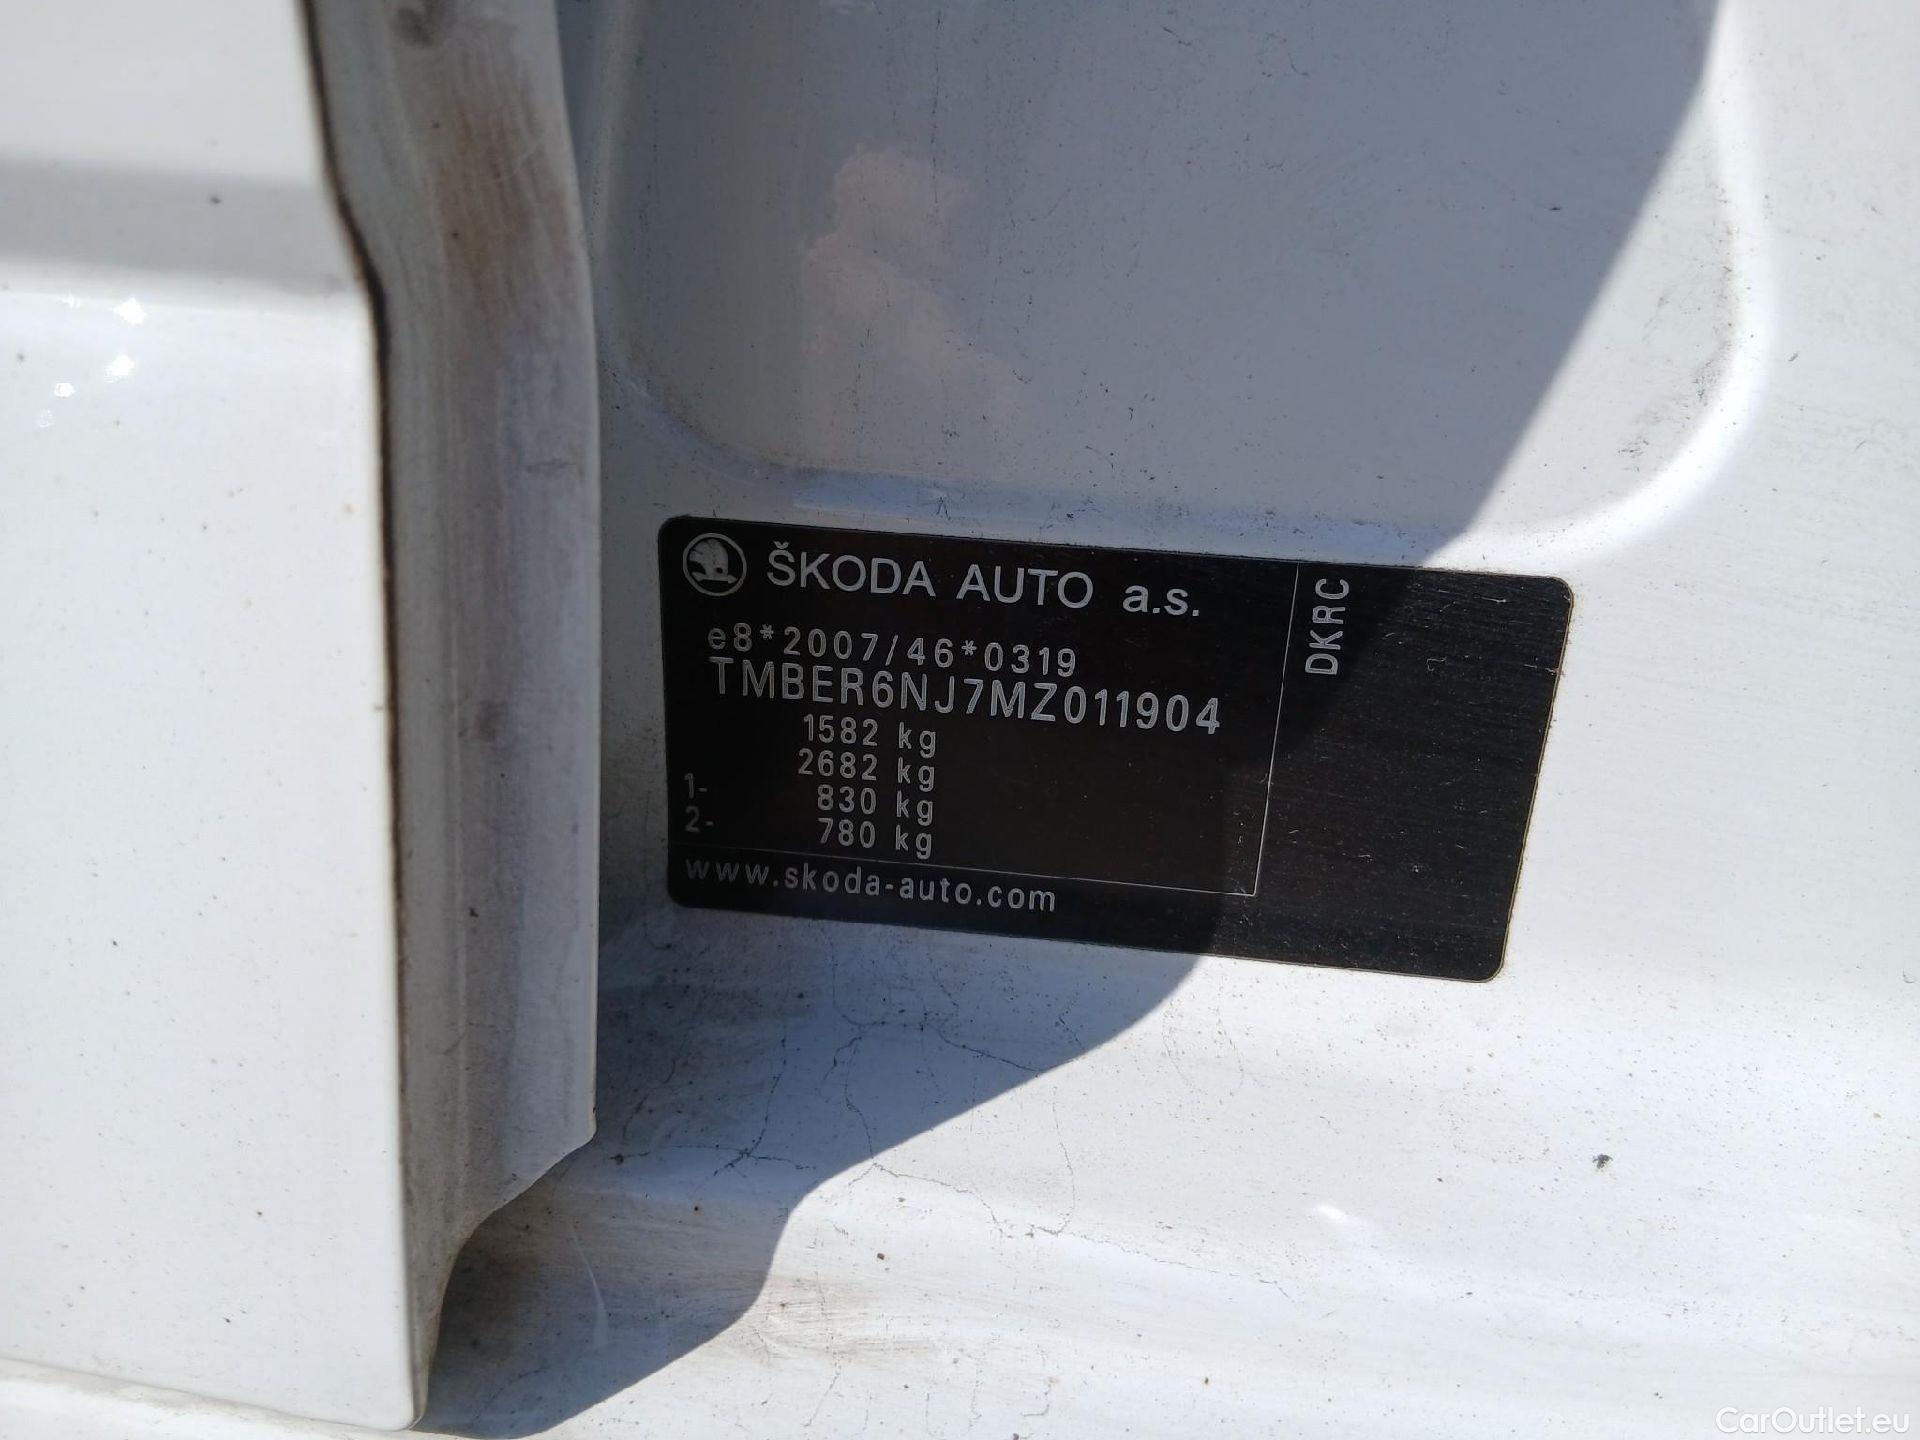 ŠKODA AUTO a.s.
e8*2007/46*0319
TMBER6NJ7MZ011904
1582 kg
2682 kg
1- 830 kg
2- 780 kg
www.skoda-auto.com
DKRC
CarOutlet.eu